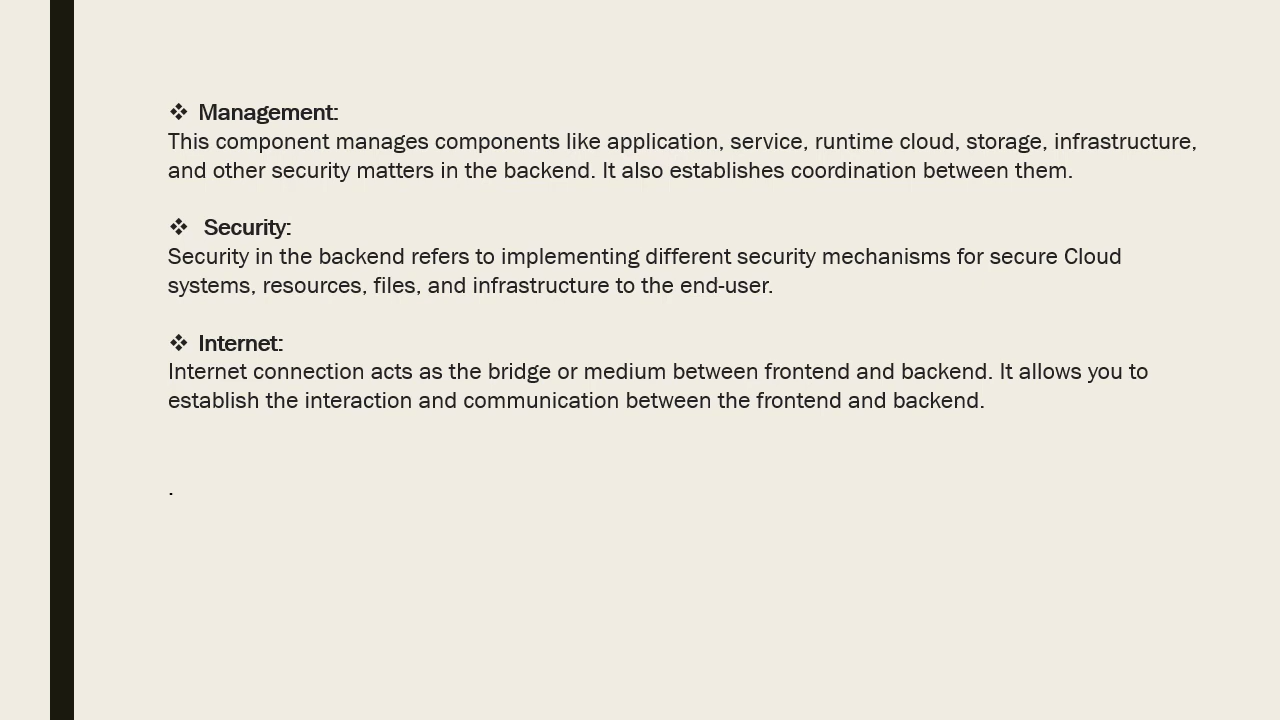 ❖ Management:
This component manages components like application, service, runtime cloud, storage, infrastructure,
and other security matters in the backend. It also establishes coordination between them.
❖ Security:
Security in the backend refers to implementing different security mechanisms for secure Cloud
systems, resources, files, and infrastructure to the end-user.
❖ Internet:
Internet connection acts as the bridge or medium between frontend and backend. It allows you to
establish the interaction and communication between the frontend and backend.
.